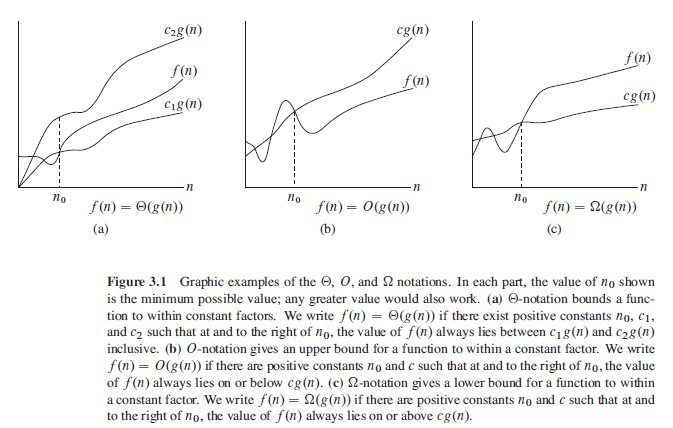 c₂g(n)
f(n)
c₁g(n)
n
n₀
f(n) = Θ(g(n))
(a)
cg(n)
f(n)
n
n₀
f(n) = O(g(n))
(b)
f(n)
cg(n)
n
n₀
f(n) = Ω(g(n))
(c)
Figure 3.1 Graphic examples of the Θ, O, and Ω notations. In each part, the value of n₀ shown
is the minimum possible value; any greater value would also work. (a) Θ-notation bounds a func-
tion to within constant factors. We write f(n) = Θ(g(n)) if there exist positive constants n₀, c₁,
and c₂ such that at and to the right of n₀, the value of f(n) always lies between c₁g(n) and c₂g(n)
inclusive. (b) O-notation gives an upper bound for a function to within a constant factor. We write
f(n) = O(g(n)) if there are positive constants n₀ and c such that at and to the right of n₀, the value
of f(n) always lies on or below cg(n). (c) Ω-notation gives a lower bound for a function to within
a constant factor. We write f(n) = Ω(g(n)) if there are positive constants n₀ and c such that at and
to the right of n₀, the value of f(n) always lies on or above cg(n).